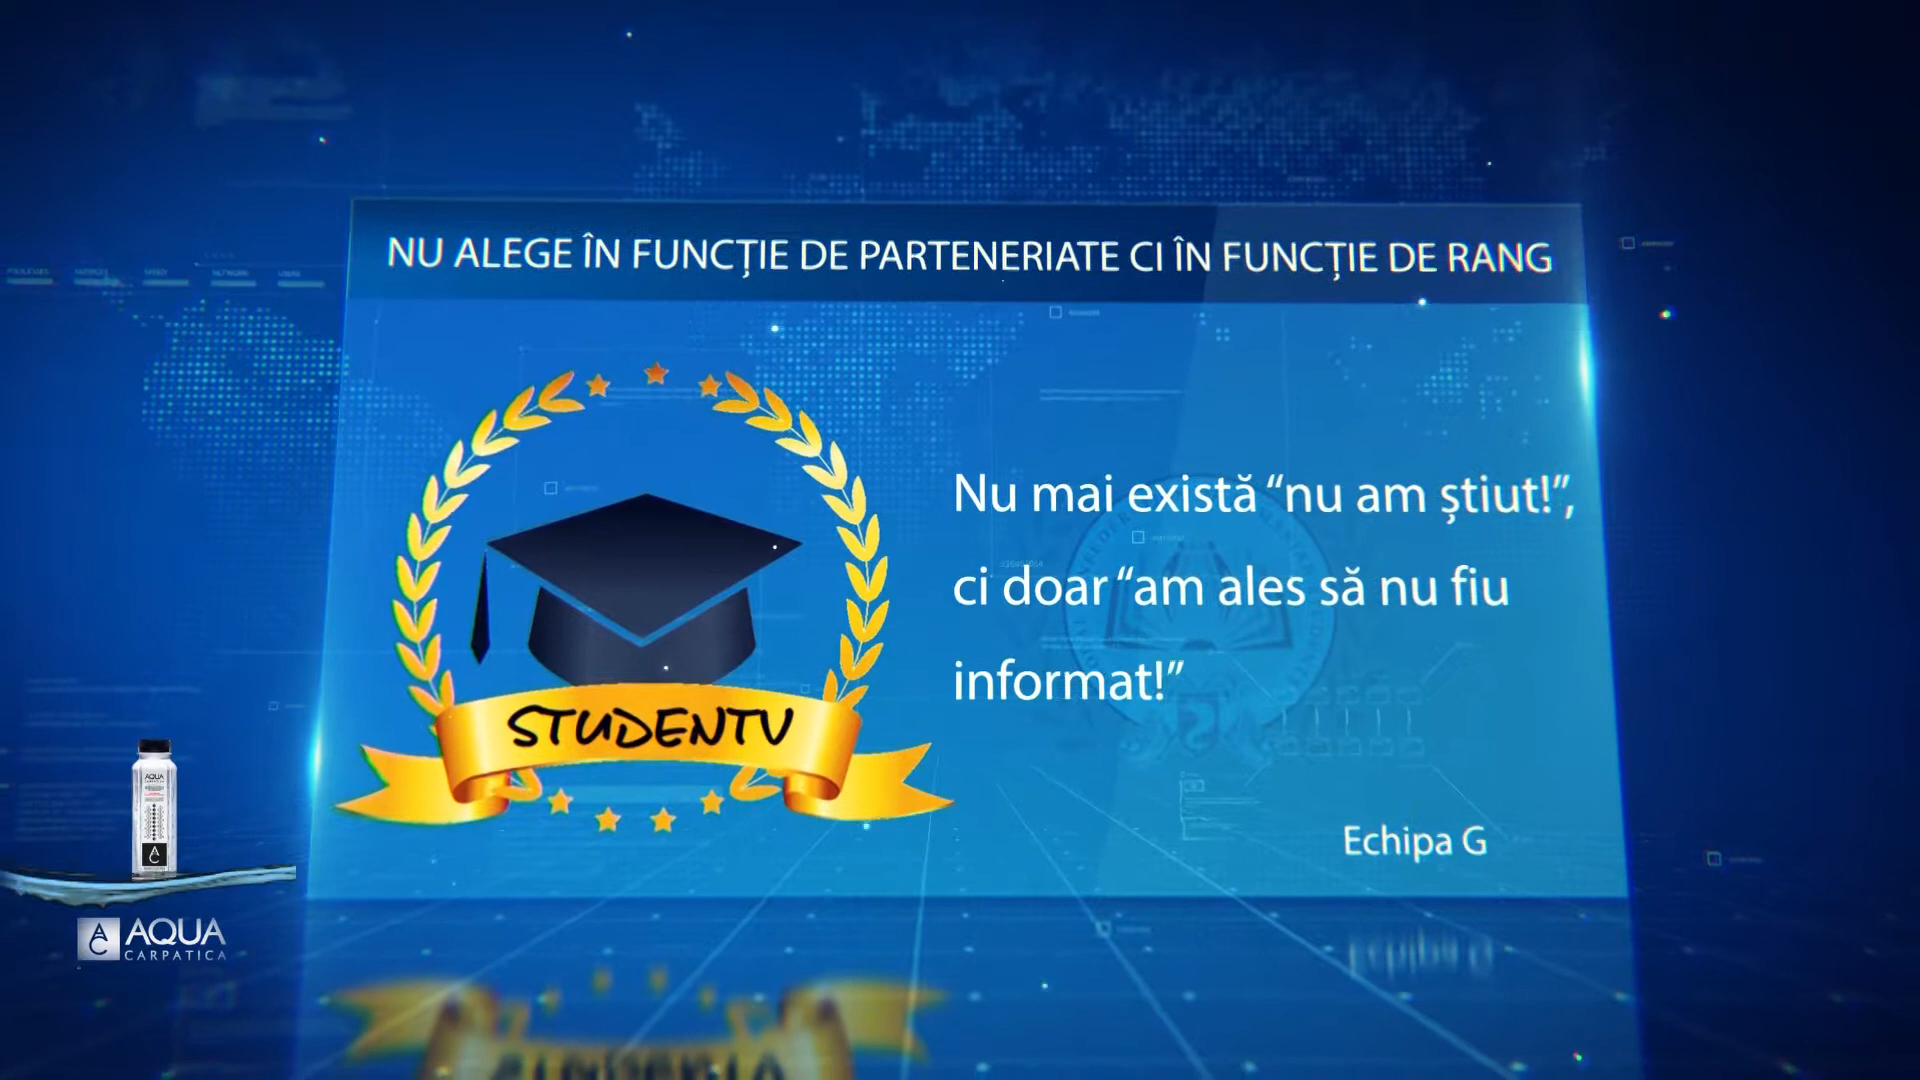 NU ALEGE ÎN FUNCȚIE DE PARTENERIATE CI ÎN FUNCȚIE DE RANG
Nu mai există “nu am știut!”,
ci doar “am ales să nu fiu
informat!”
STUDENTV
Echipa G
AQUA
CARPATICA